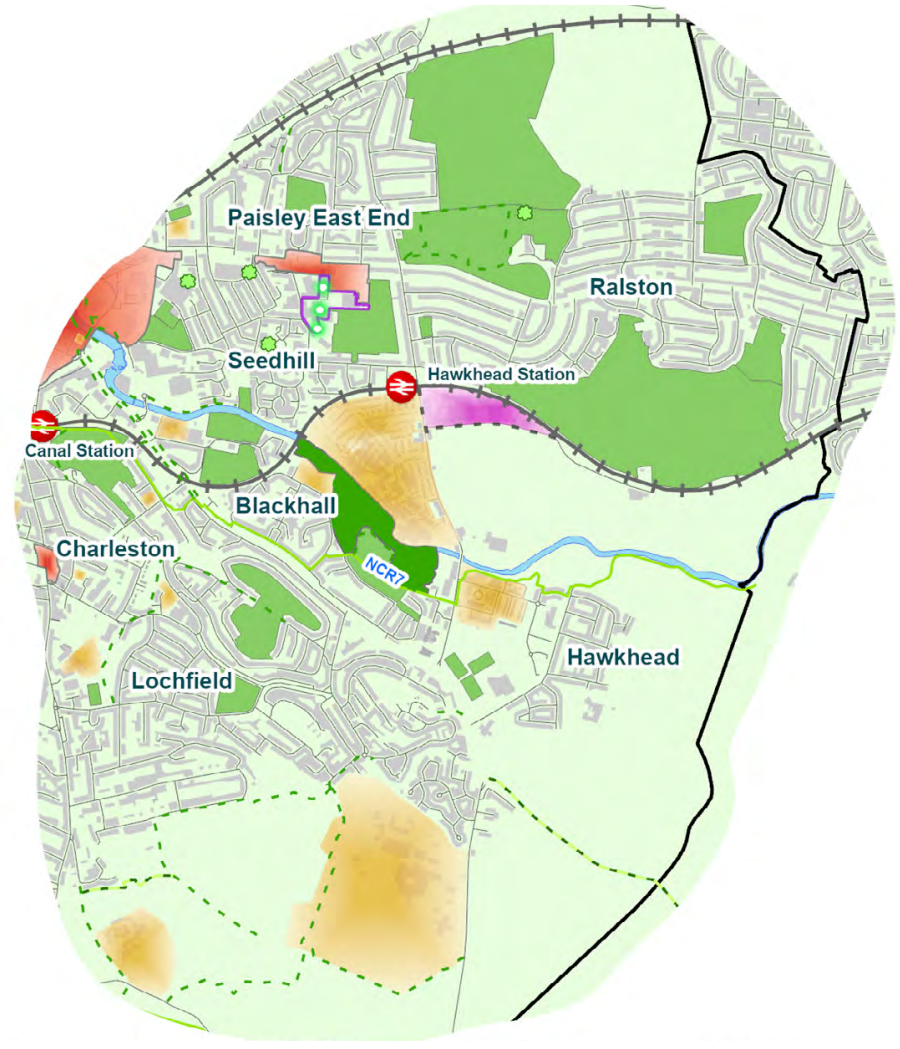 Paisley East End
Ralston
Seedhill
Hawkhead Station
Canal Station
Blackhall
Charleston
NCR7
Hawkhead
Lochfield